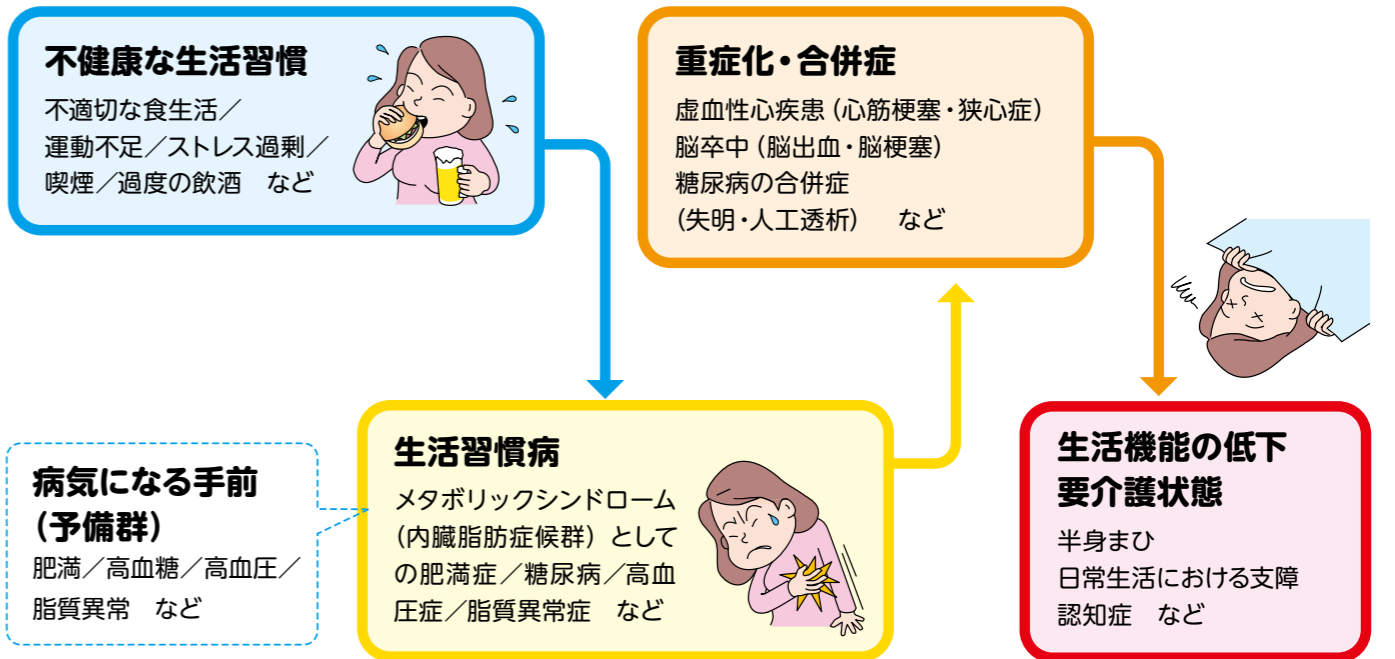 不健康な生活習慣
不適切な食生活／
運動不足／ストレス過剰／
喫煙／過度の飲酒　など
重症化・合併症
虚血性心疾患（心筋梗塞・狭心症）
脳卒中（脳出血・脳梗塞）
糖尿病の合併症
（失明・人工透析）　など
病気になる手前
（予備群）
肥満／高血糖／高血圧／
脂質異常　など
生活習慣病
メタボリックシンドローム
（内臓脂肪症候群）として
の肥満症／糖尿病／高血
圧症／脂質異常症　など
生活機能の低下
要介護状態
半身まひ
日常生活における支障
認知症　など